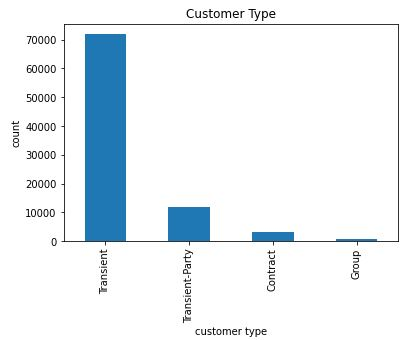 Customer Type
count
70000
60000
50000
40000
30000
20000
10000
0
Transient
Transient-Party
Contract
Group
customer type